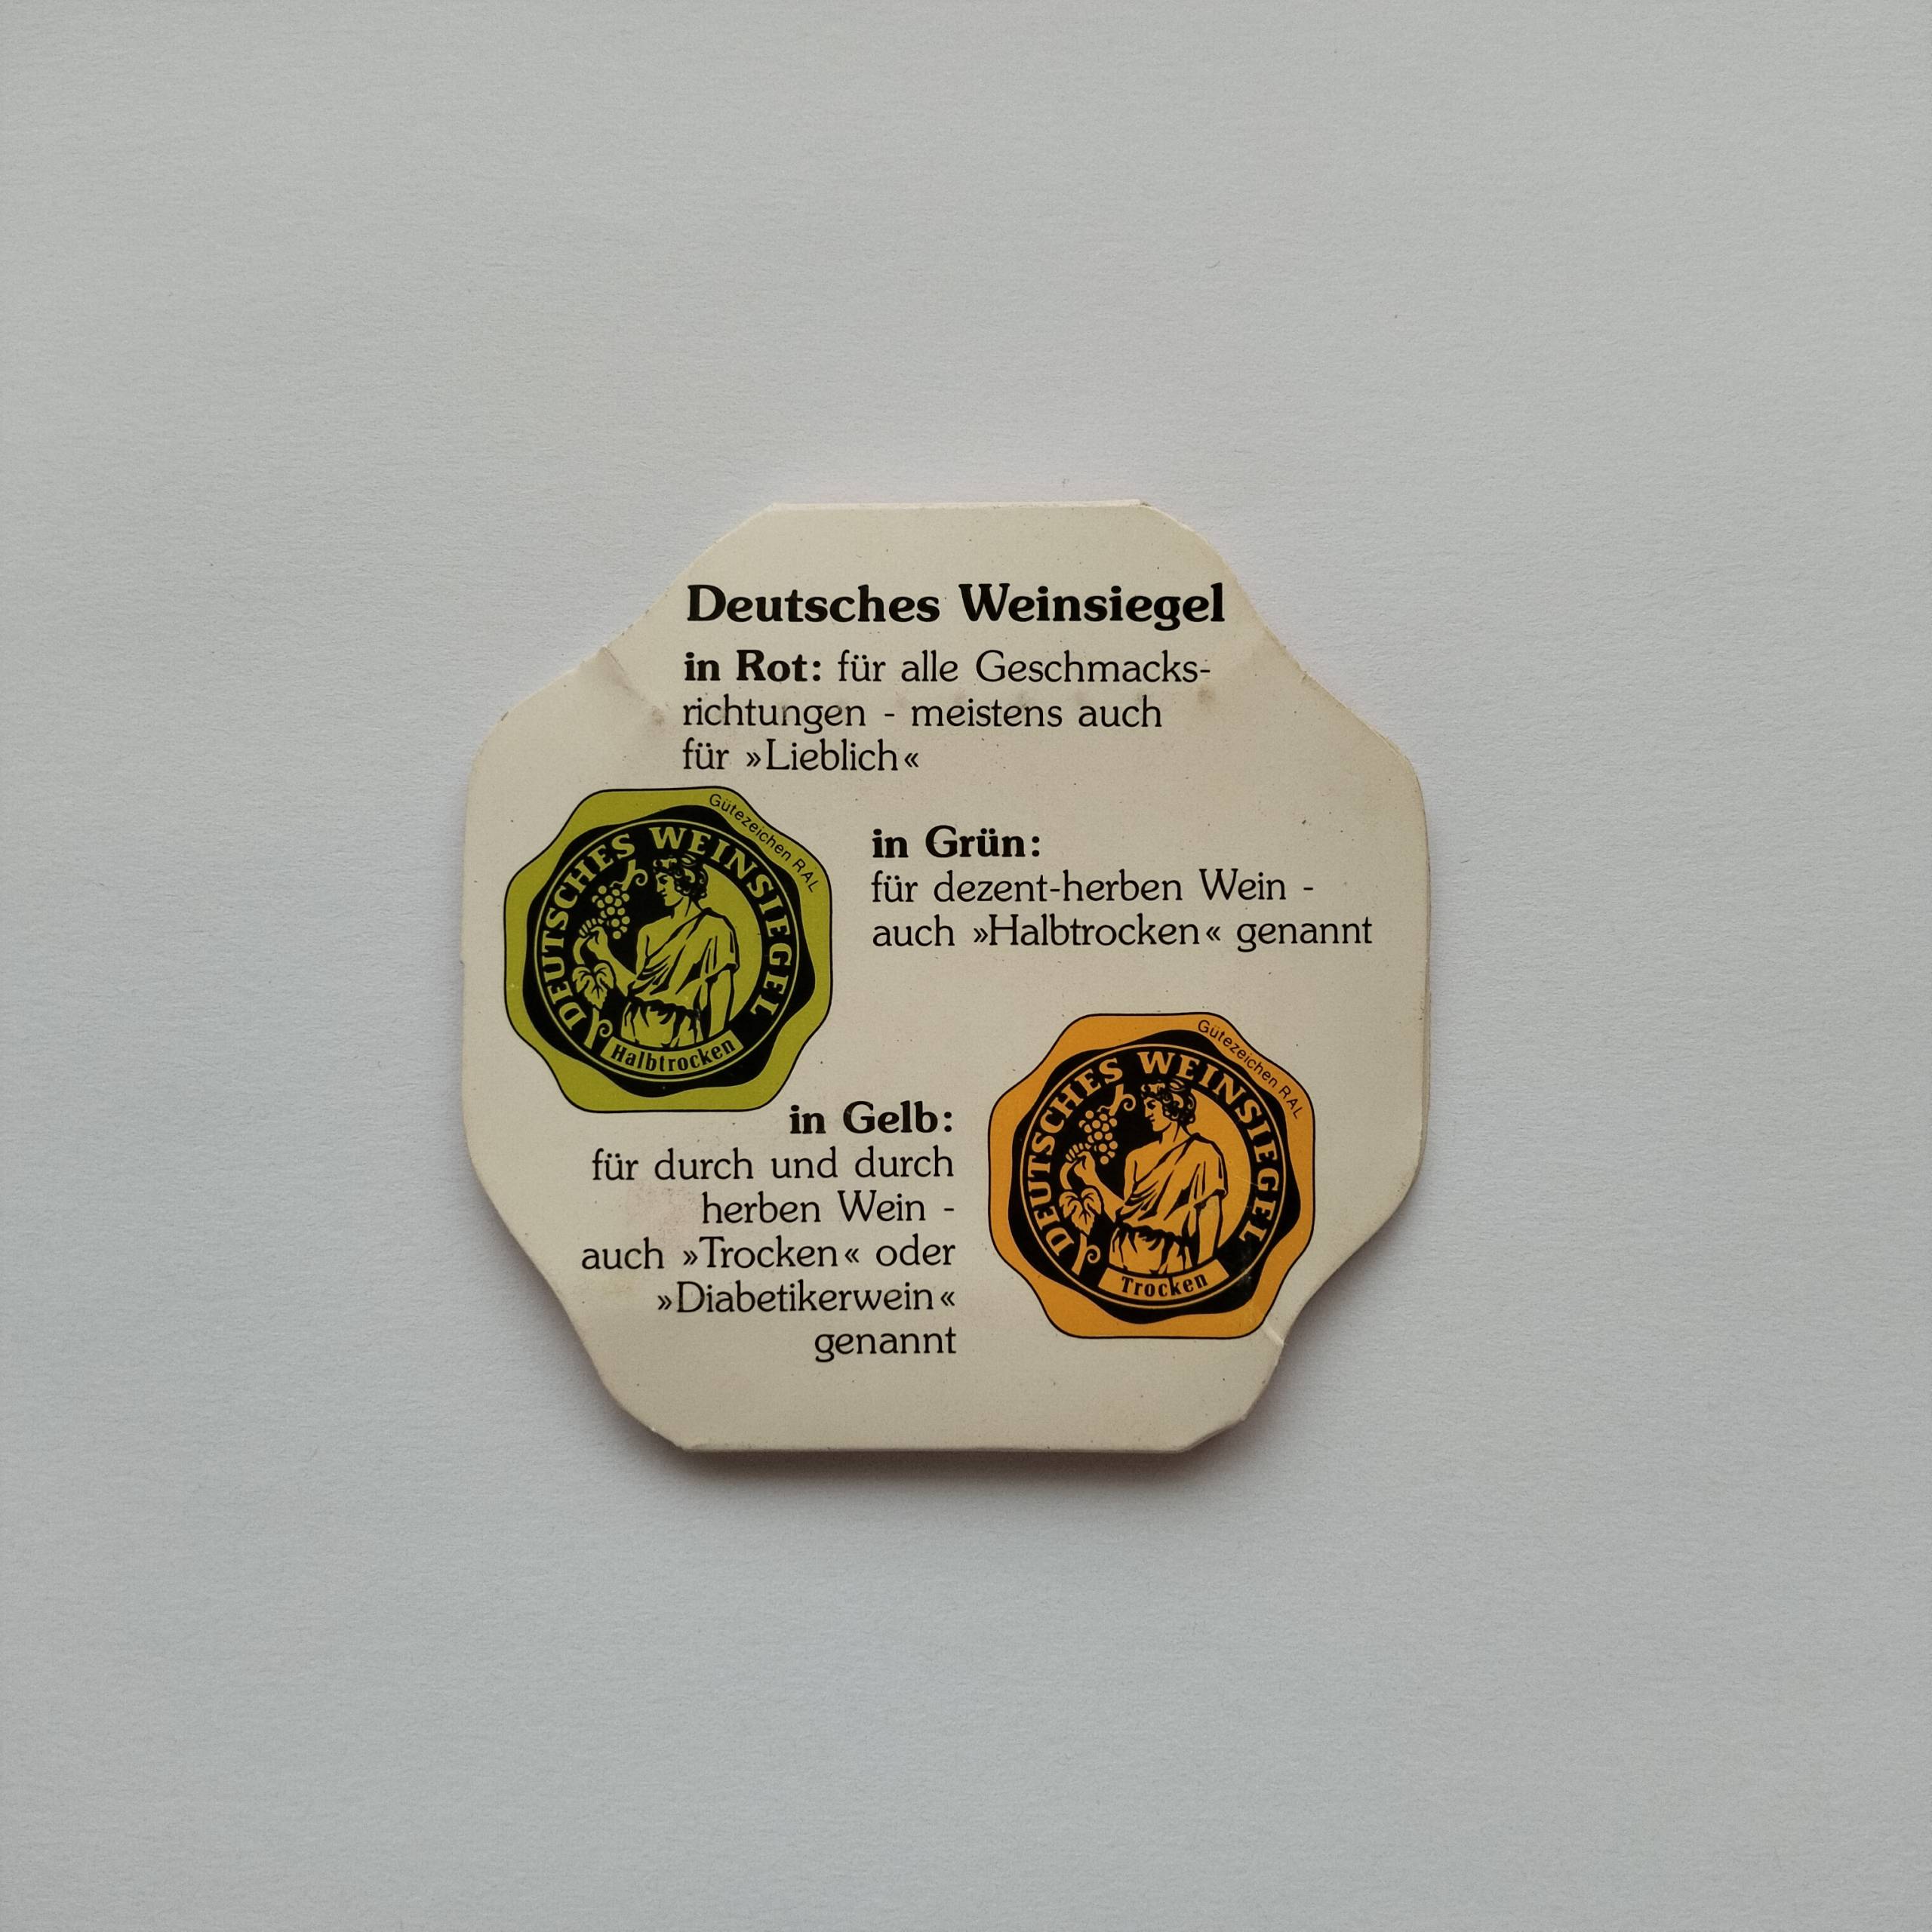 Deutsches Weinsiegel
in Rot: für alle Geschmacks-
richtungen - meistens auch
für »Lieblich«
Gütezeichen RAL
DEUTSCHES WEINSIEGEL
Halbtrocken
in Grün:
für dezent-herben Wein -
auch »Halbtrocken« genannt
in Gelb:
für durch und durch
herben Wein -
auch »Trocken« oder
»Diabetikerwein«
genannt
Gütezeichen RAL
DEUTSCHES WEINSIEGEL
Trocken